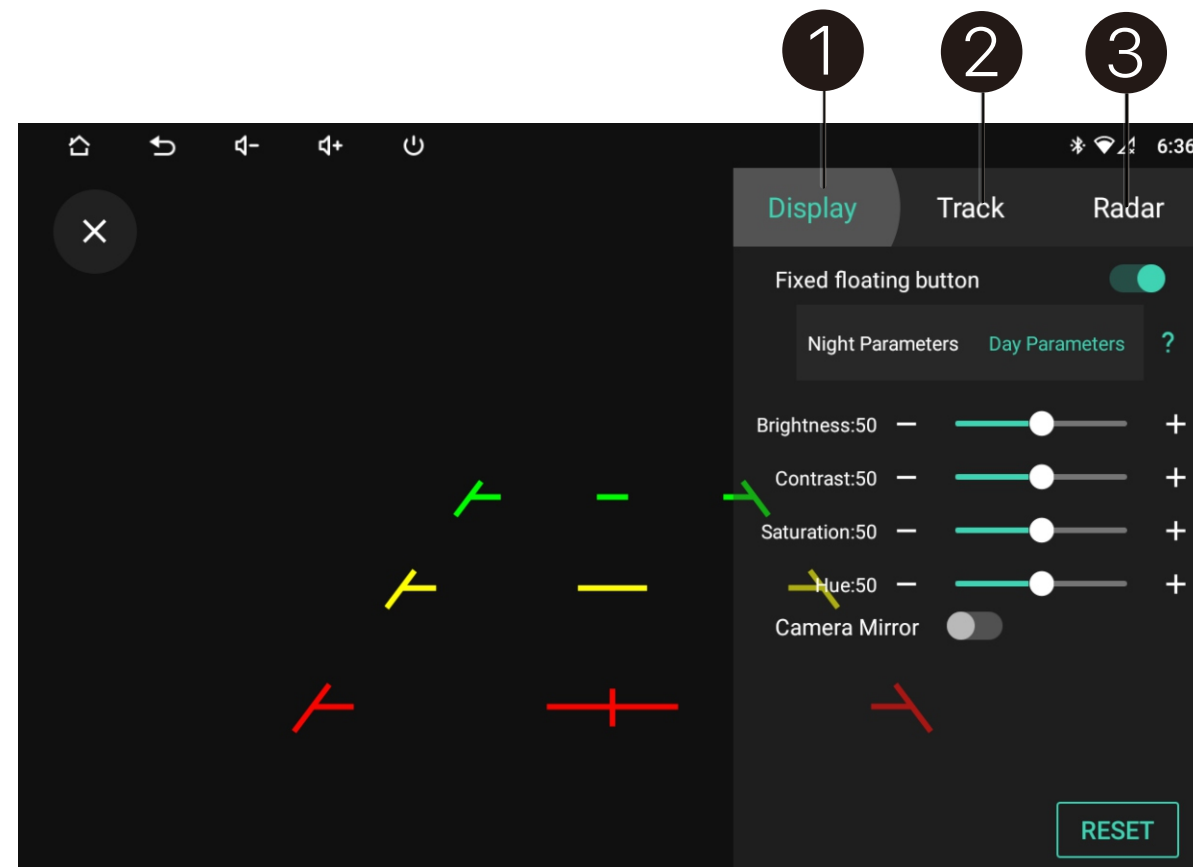 1 2 3
6:36
Display Track Radar
Fixed floating button
Night Parameters Day Parameters ?
Brightness:50
Contrast:50
Saturation:50
Hue:50
Camera Mirror
RESET